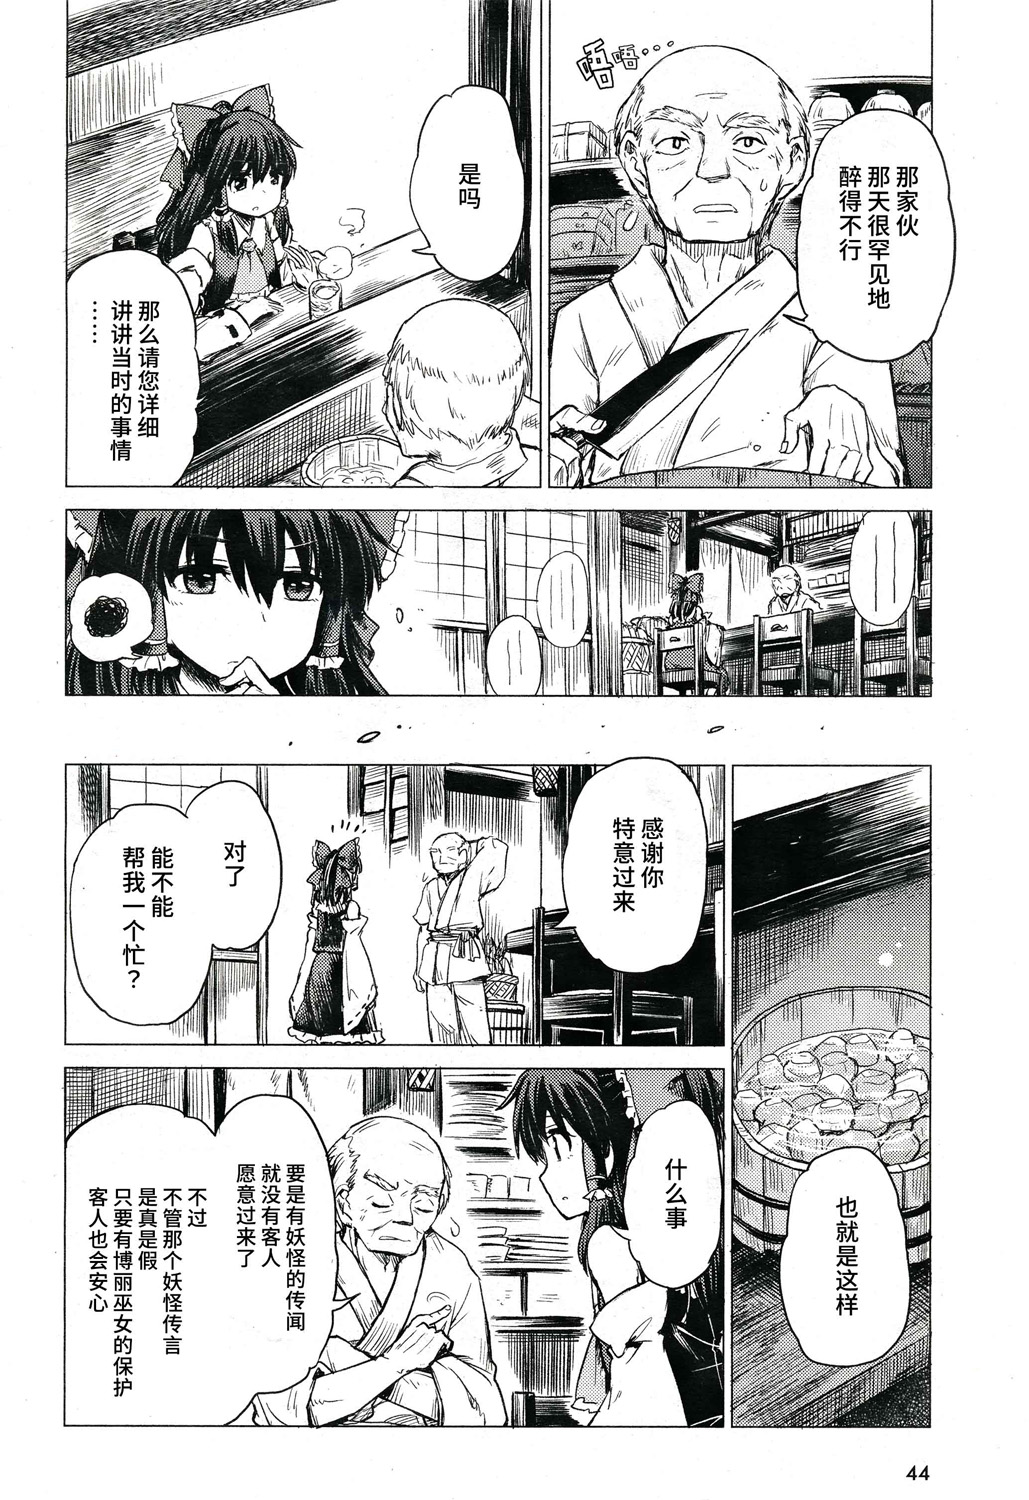 唔唔…
那家伙
那天很罕见地
醉得不行
是吗
那么请您详细
讲讲当时的事情
……
也就是这样
感谢你
特意过来
对了
能不能
帮我一个忙？
什么事
要是有妖怪的传闻
就没有客人
愿意过来了
不过
不管那个妖怪传言
是真是假
只要有博丽巫女的保护
客人也会安心
44